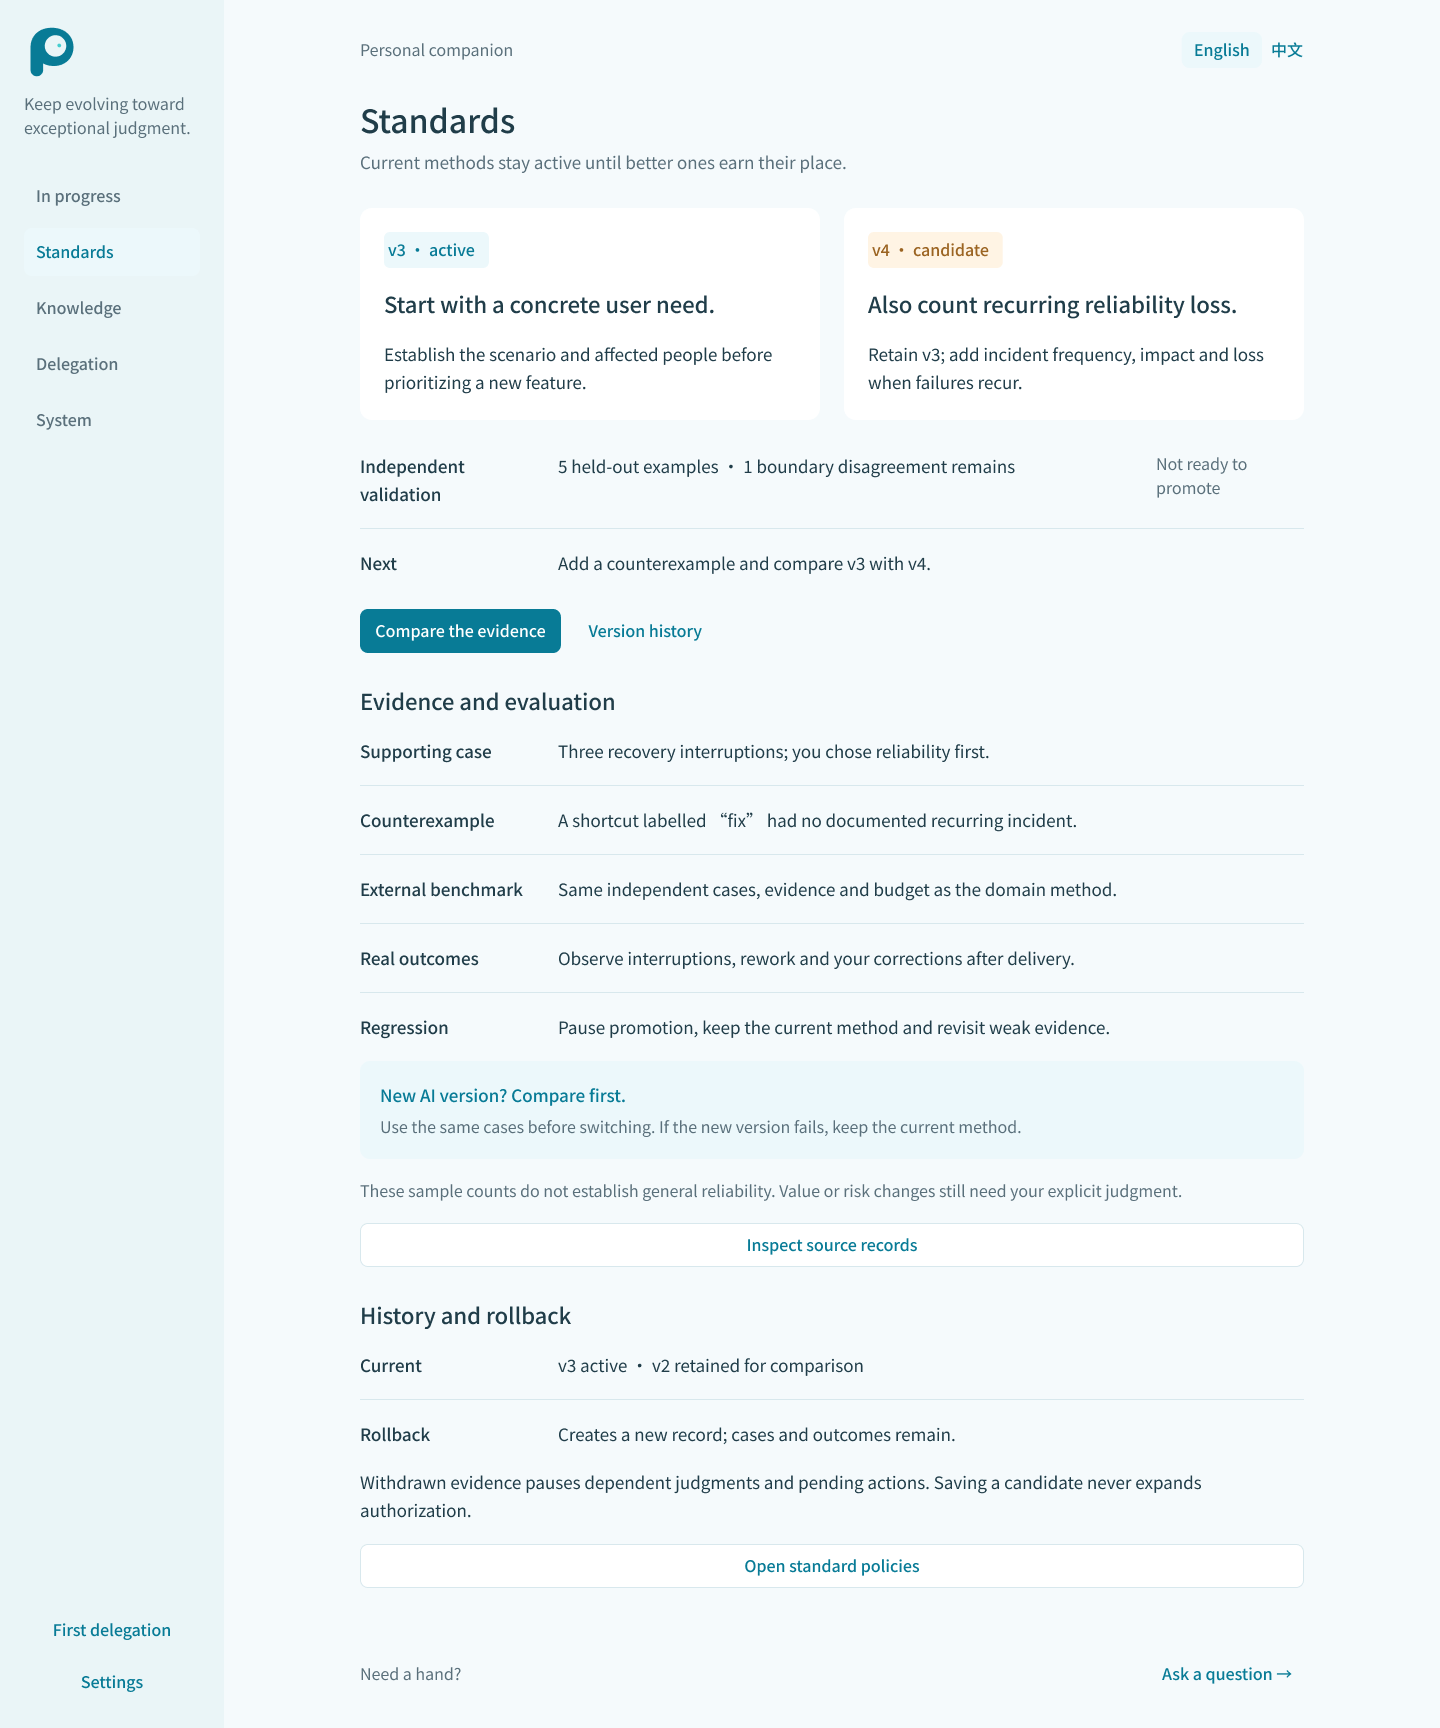 Keep evolving toward
exceptional judgment.
In progress
Standards
Knowledge
Delegation
System
First delegation
Settings
Personal companion
English 中文
Standards
Current methods stay active until better ones earn their place.
v3 • active
Start with a concrete user need.
Establish the scenario and affected people before
prioritizing a new feature.
v4 • candidate
Also count recurring reliability loss.
Retain v3; add incident frequency, impact and loss
when failures recur.
Independent
validation
5 held-out examples • 1 boundary disagreement remains
Not ready to
promote
Next
Add a counterexample and compare v3 with v4.
Compare the evidence
Version history
Evidence and evaluation
Supporting case
Three recovery interruptions; you chose reliability first.
Counterexample
A shortcut labelled “fix” had no documented recurring incident.
External benchmark
Same independent cases, evidence and budget as the domain method.
Real outcomes
Observe interruptions, rework and your corrections after delivery.
Regression
Pause promotion, keep the current method and revisit weak evidence.
New AI version? Compare first.
Use the same cases before switching. If the new version fails, keep the current method.
These sample counts do not establish general reliability. Value or risk changes still need your explicit judgment.
Inspect source records
History and rollback
Current
v3 active • v2 retained for comparison
Rollback
Creates a new record; cases and outcomes remain.
Withdrawn evidence pauses dependent judgments and pending actions. Saving a candidate never expands
authorization.
Open standard policies
Need a hand?
Ask a question →